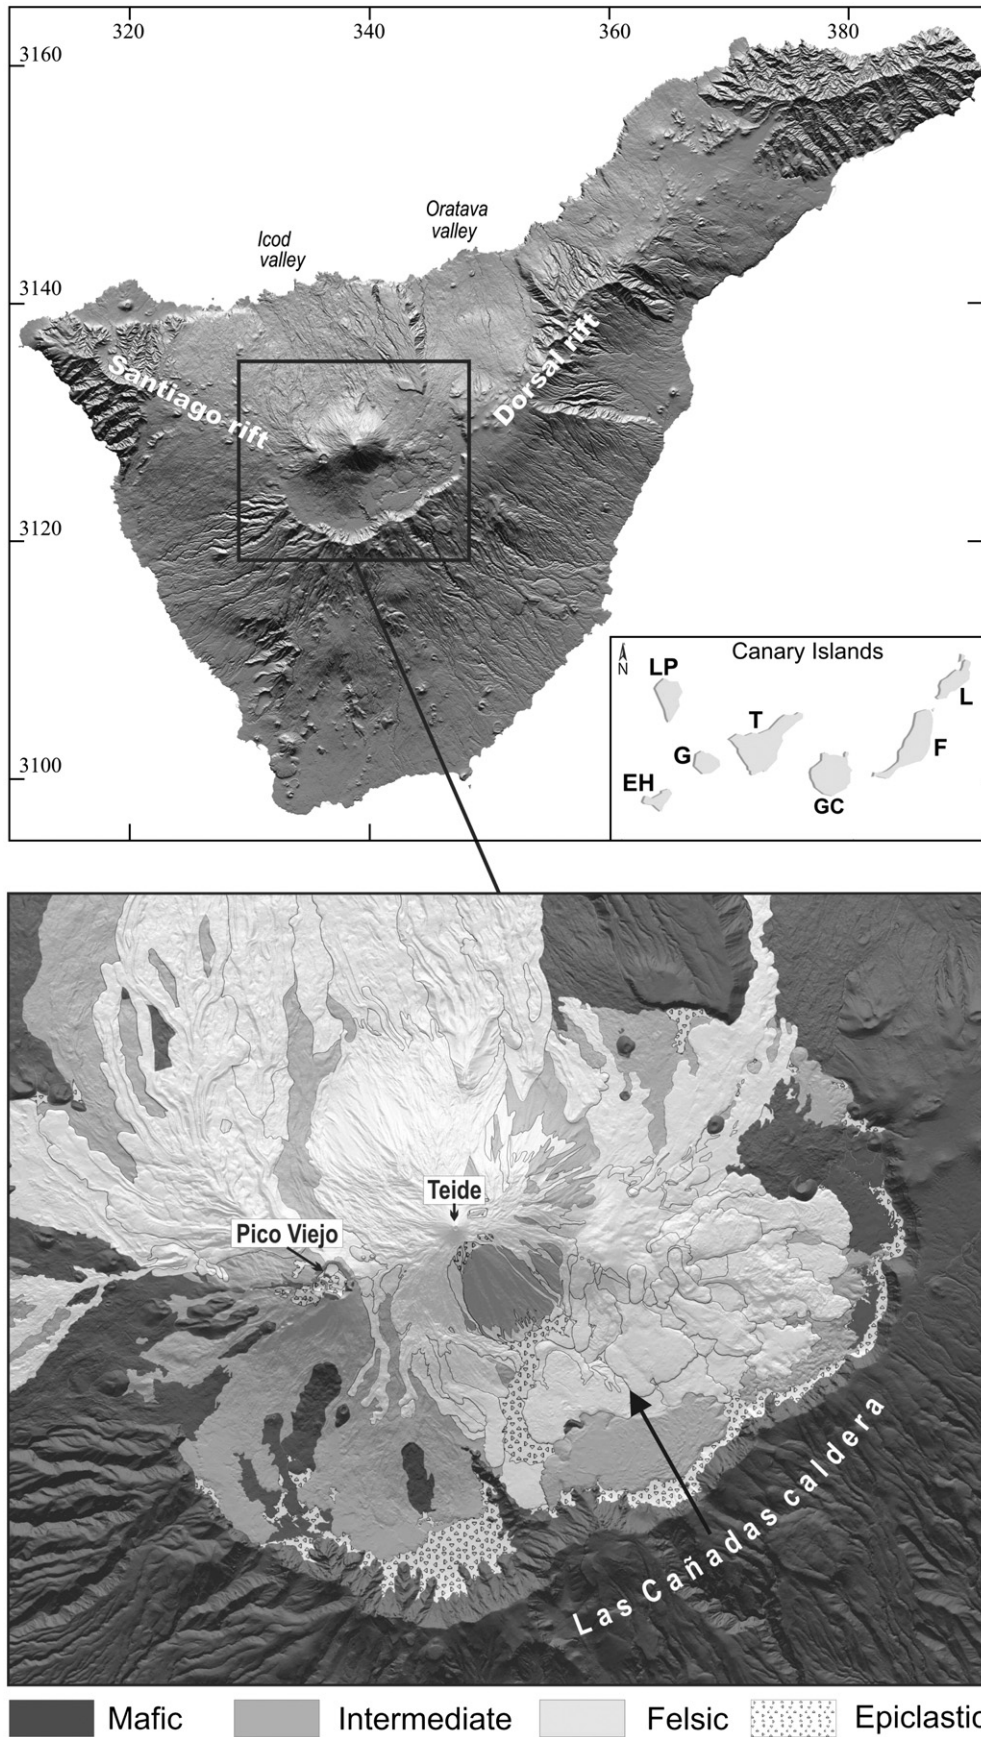 320 340 360 380
3160
Oratava
valley
Icod
valley
3140
Santiago rift
Dorsal rift
3120
Canary Islands
N
LP
L
T
G
F
EH
GC
3100
Teide
Pico Viejo
Las Cañadas caldera
Mafic Intermediate Felsic Epiclastic